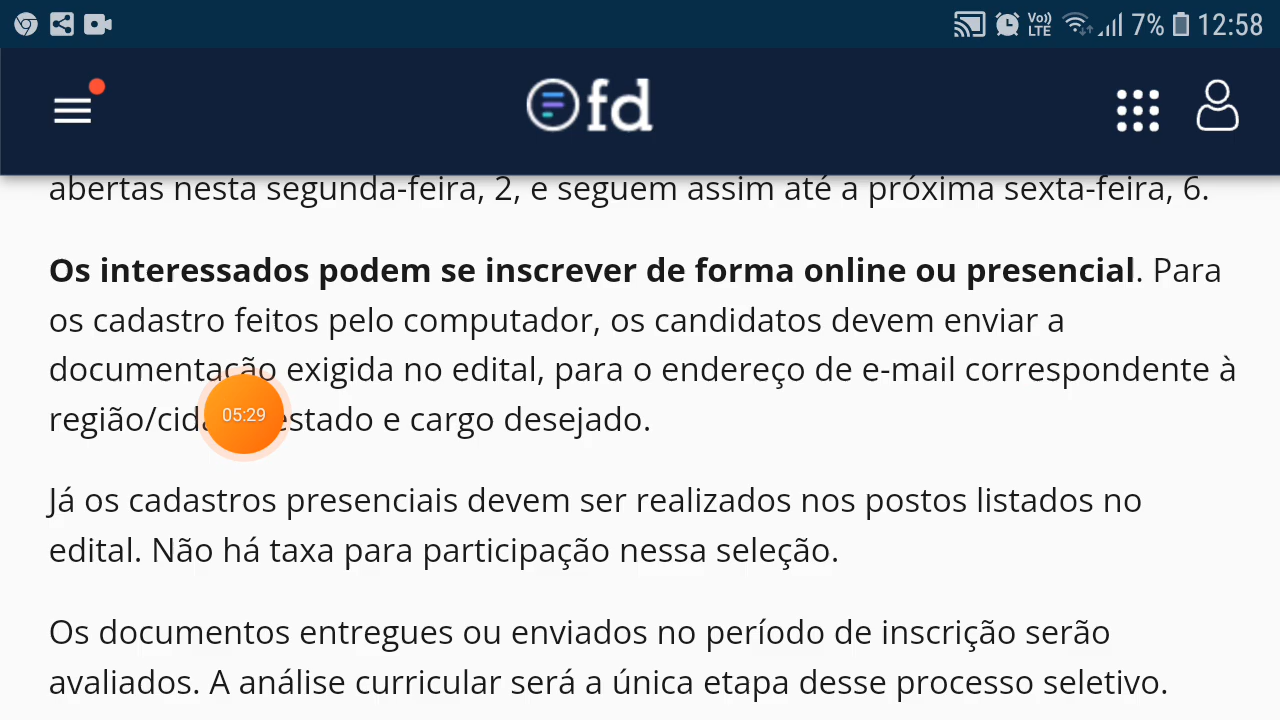 Vo)) LTE 7% 12:58
fd
abertas nesta segunda-feira, 2, e seguem assim até a próxima sexta-feira, 6.
Os interessados podem se inscrever de forma online ou presencial. Para
os cadastro feitos pelo computador, os candidatos devem enviar a
documentação exigida no edital, para o endereço de e-mail correspondente à
05:29
estado e cargo desejado.
Já os cadastros presenciais devem ser realizados nos postos listados no
edital. Não há taxa para participação nessa seleção.
Os documentos entregues ou enviados no período de inscrição serão
avaliados. A análise curricular será a única etapa desse processo seletivo.